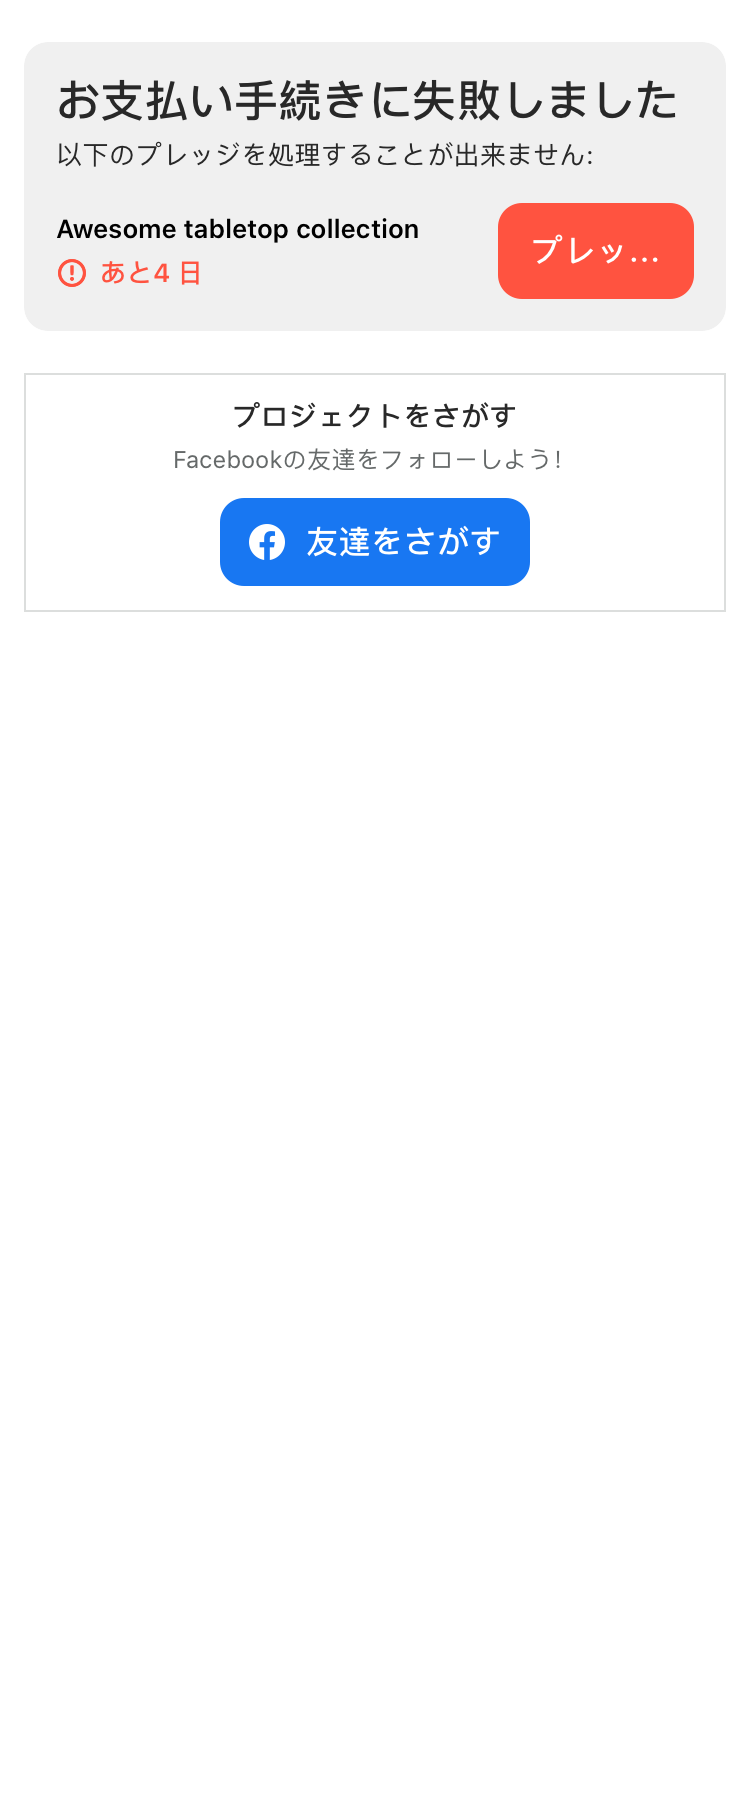 お支払い手続きに失敗しました
以下のプレッジを処理することが出来ません:
Awesome tabletop collection
あと4 日
プレッ...
プロジェクトをさがす
Facebookの友達をフォローしよう!
友達をさがす